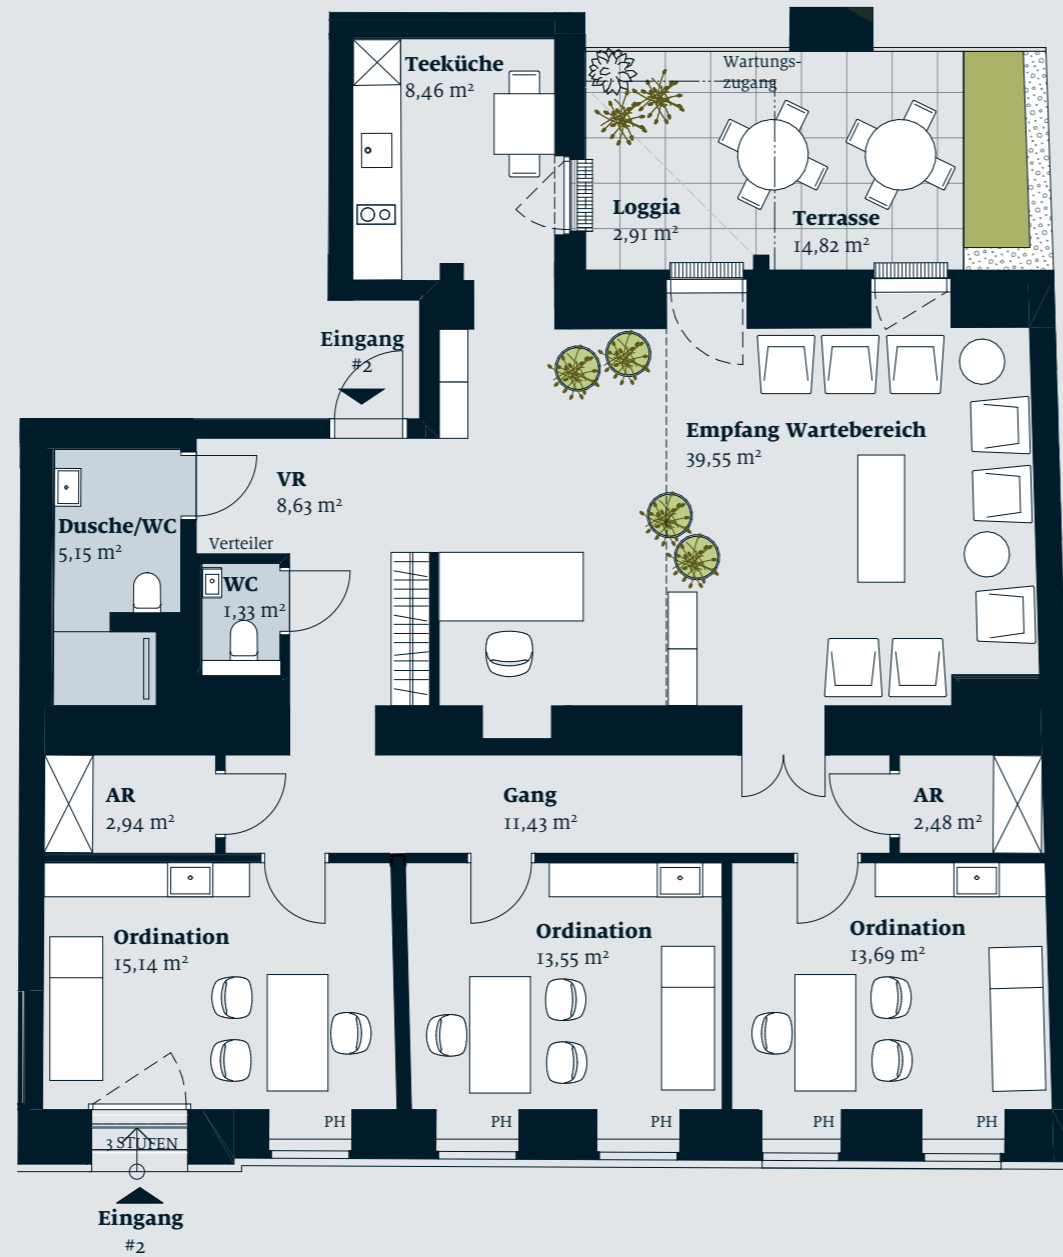 Teeküche
8,46 m²
Wartungs-
zugang
Loggia
2,91 m²
Terrasse
14,82 m²
Eingang
#2
Empfang Wartebereich
39,55 m²
VR
8,63 m²
Dusche/WC
5,15 m²
Verteiler
WC
1,33 m²
AR
2,94 m²
Gang
11,43 m²
AR
2,48 m²
Ordination
15,14 m²
Ordination
13,55 m²
Ordination
13,69 m²
PH
PH
PH
PH
PH
3 STUFEN
Eingang
#2